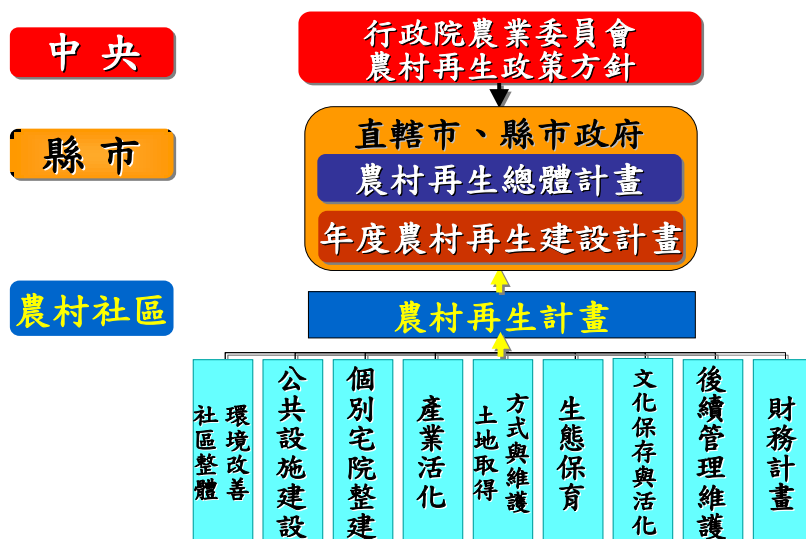 中央
行政院農業委員會
農村再生政策方針
縣市
直轄市、縣市政府
農村再生總體計畫
年度農村再生建設計畫
農村社區
農村再生計畫
社區整體
環境改善
公共設施建設
個別宅院整建
產業活化
土地取得
方式與維護
生態保育
文化保存與活化
後續管理維護
財務計畫